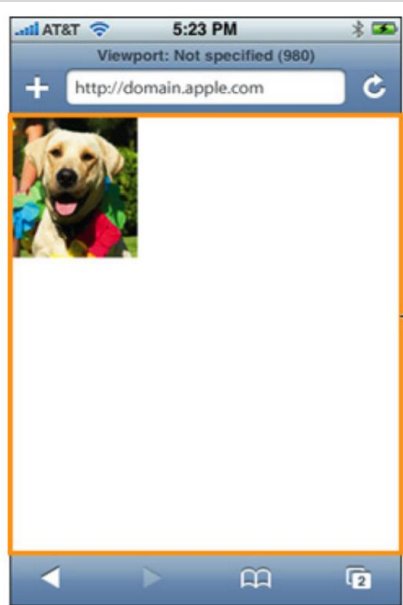 AT&T 5:23 PM
Viewport: Not specified (980)
http://domain.apple.com
2